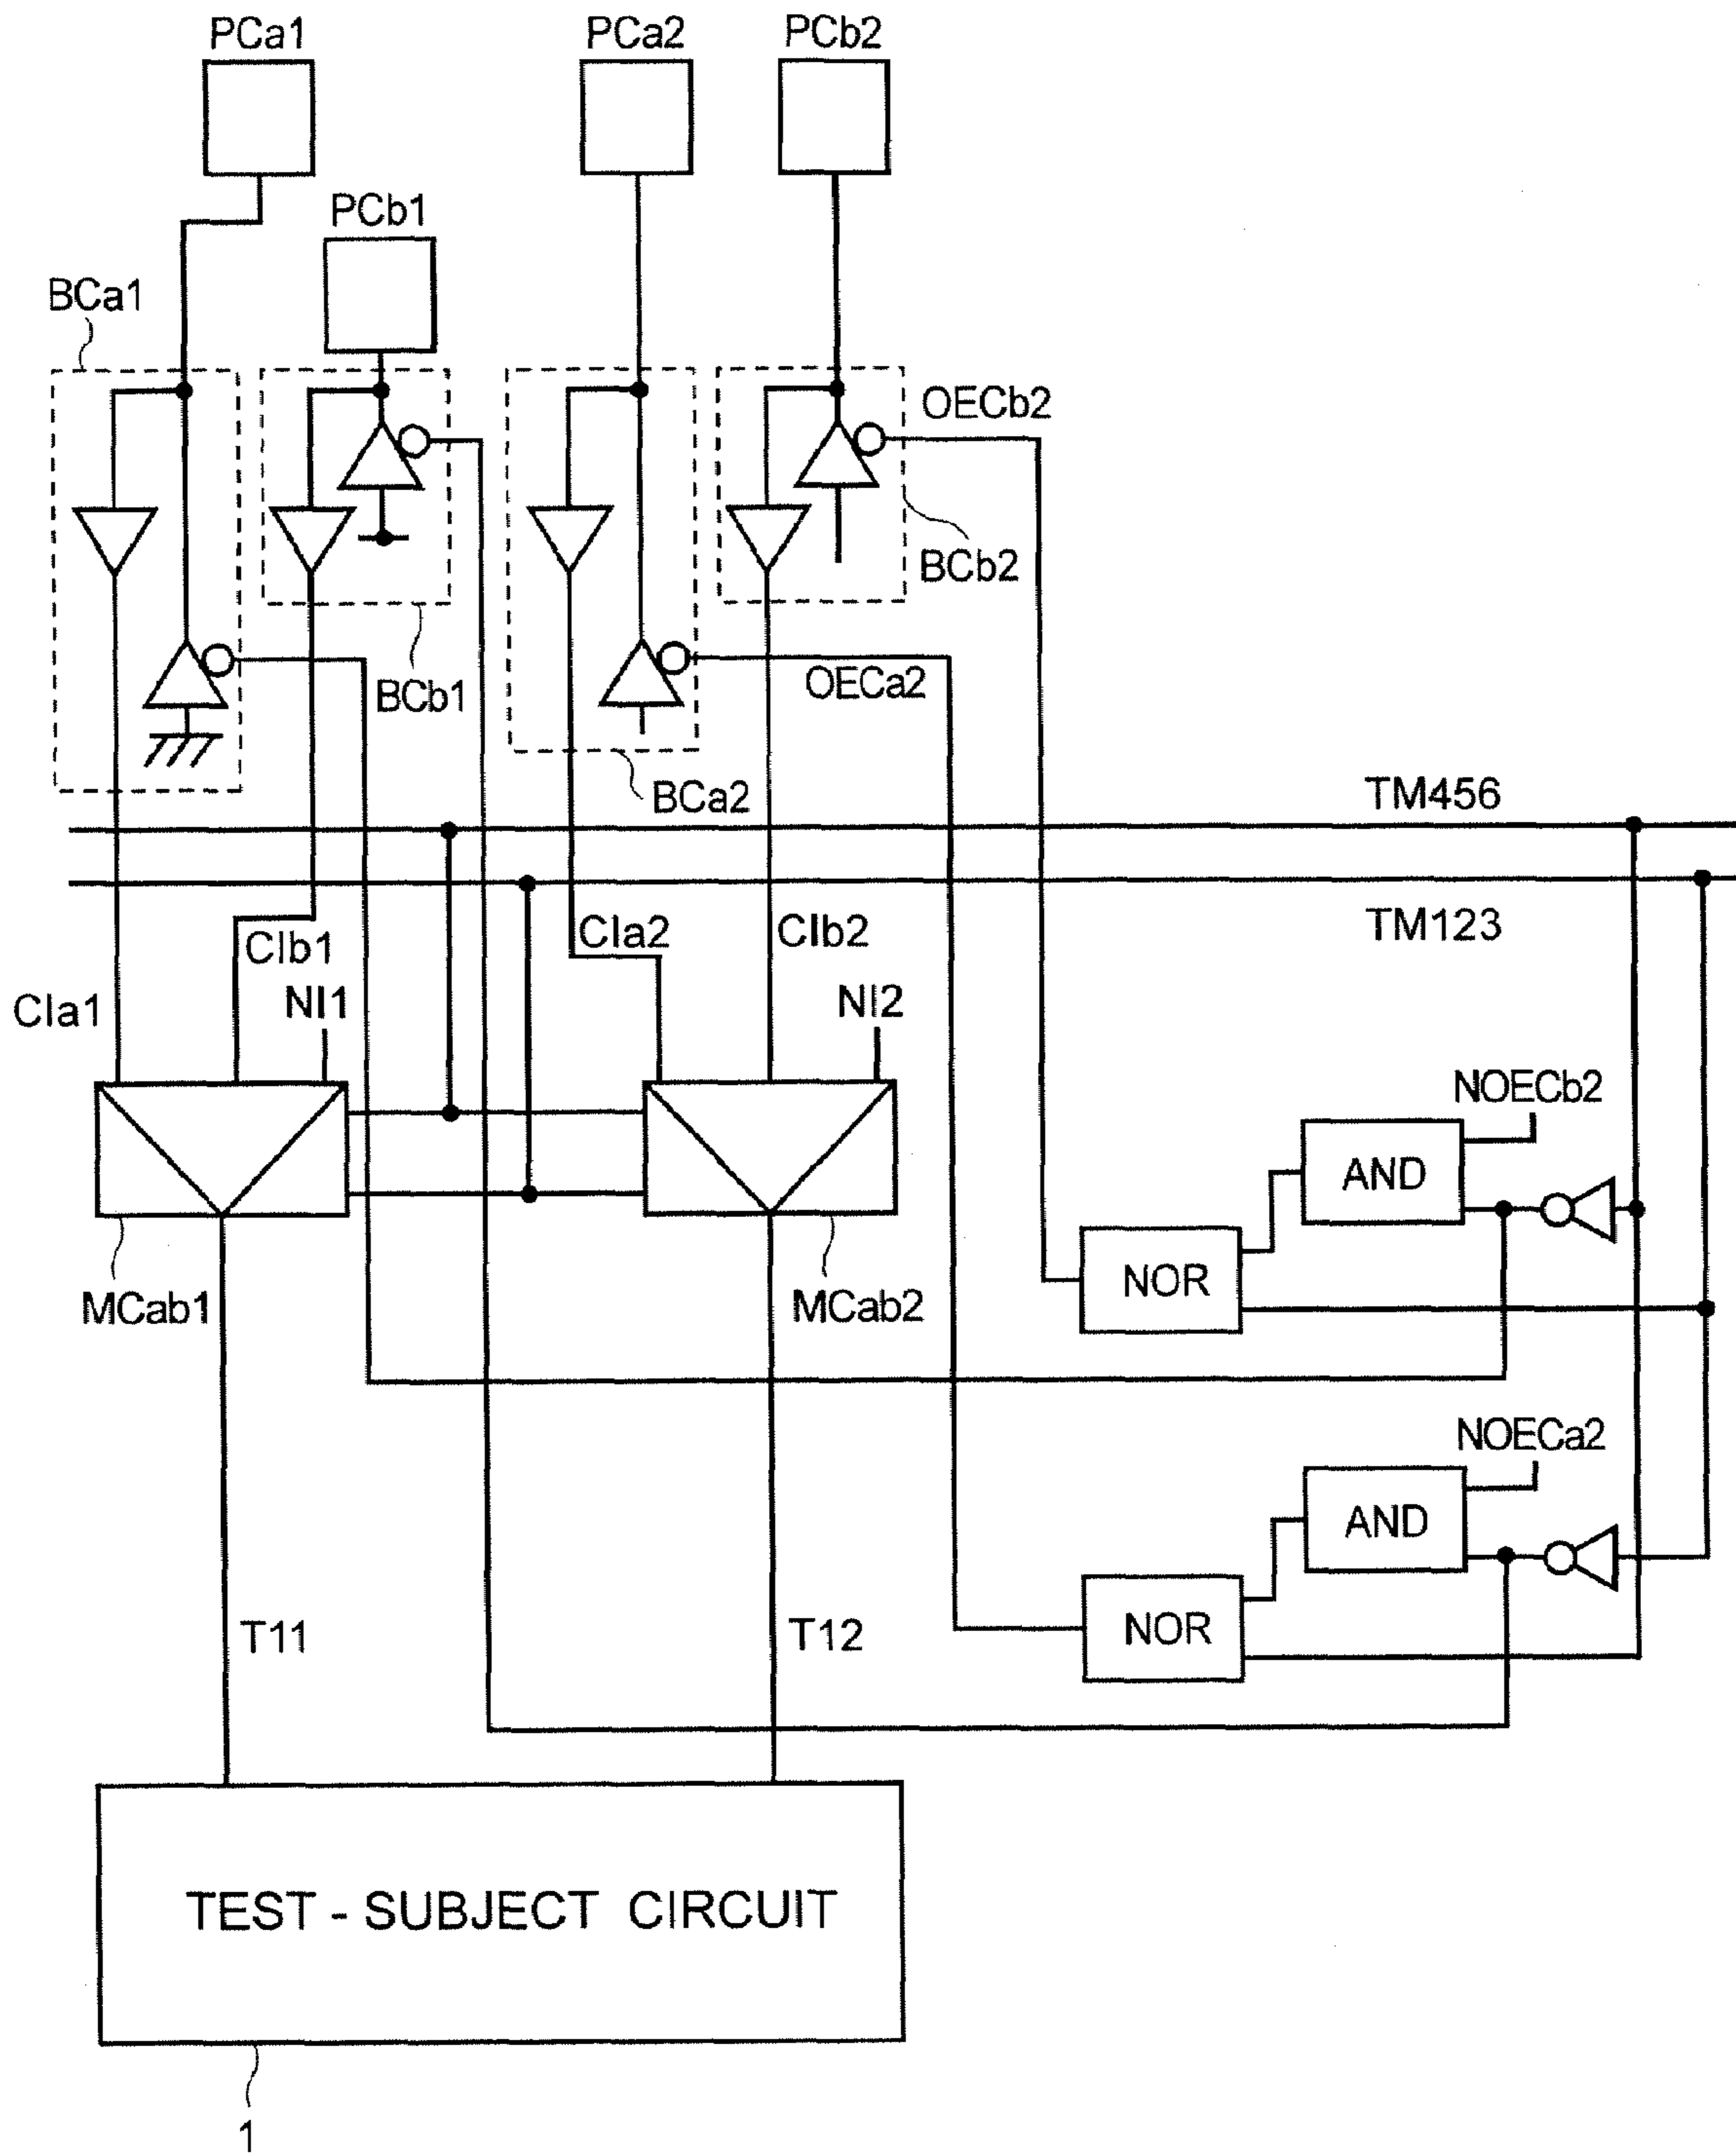 PCa1
PCa2
PCb2
PCb1
BCa1
OECb2
BCb2
BCb1
OECa2
BCa2
TM456
TM123
CIa1
CIb1
NI1
CIa2
CIb2
NI2
NOECb2
AND
NOR
MCab1
MCab2
NOECa2
AND
NOR
T11
T12
TEST - SUBJECT CIRCUIT
1